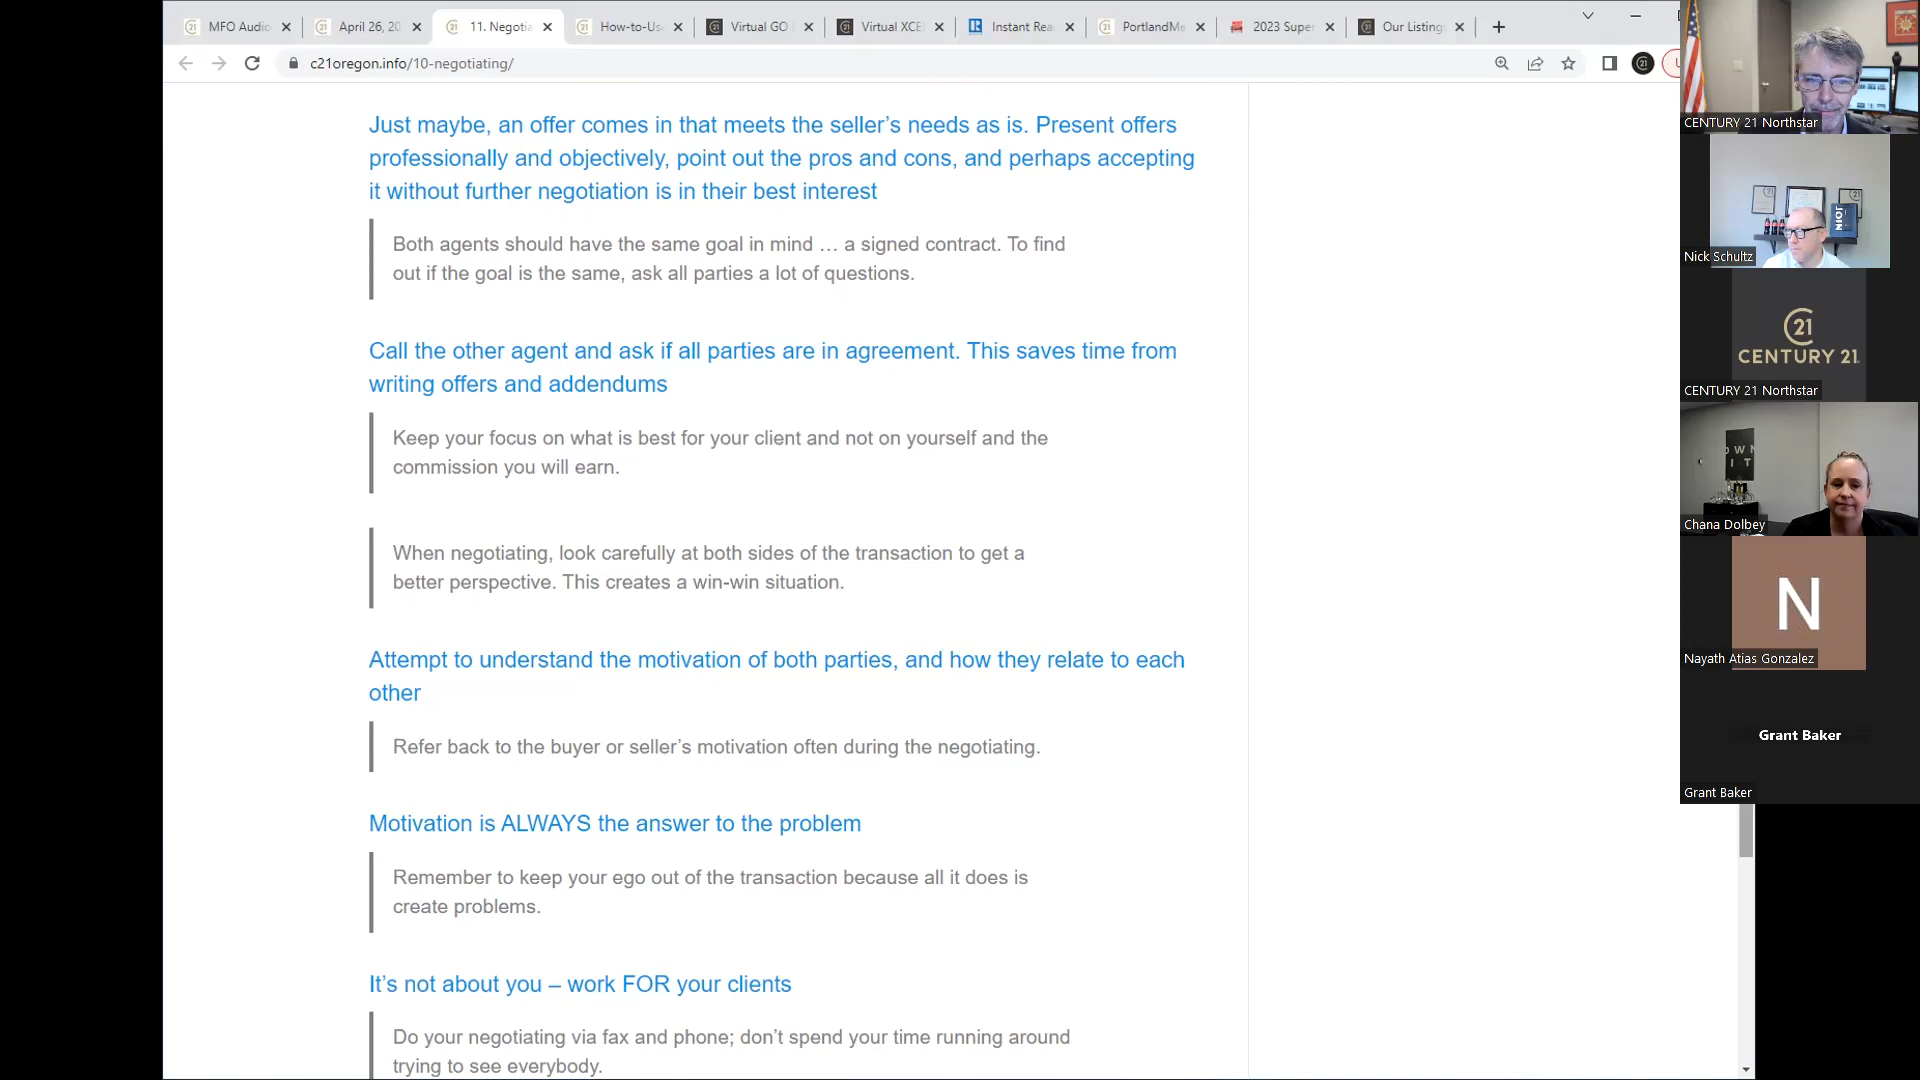 MFO Audio
April 26, 20
11. Negotia
How-to-Us
Virtual GO
Virtual XCE
Instant Rea
PortlandMe
2023 Super
Our Listing
c21oregon.info/10-negotiating/
Just maybe, an offer comes in that meets the seller’s needs as is. Present offers
professionally and objectively, point out the pros and cons, and perhaps accepting
it without further negotiation is in their best interest
Both agents should have the same goal in mind … a signed contract. To find
out if the goal is the same, ask all parties a lot of questions.
Call the other agent and ask if all parties are in agreement. This saves time from
writing offers and addendums
Keep your focus on what is best for your client and not on yourself and the
commission you will earn.
When negotiating, look carefully at both sides of the transaction to get a
better perspective. This creates a win-win situation.
Attempt to understand the motivation of both parties, and how they relate to each
other
Refer back to the buyer or seller’s motivation often during the negotiating.
Motivation is ALWAYS the answer to the problem
Remember to keep your ego out of the transaction because all it does is
create problems.
It’s not about you – work FOR your clients
Do your negotiating via fax and phone; don’t spend your time running around
trying to see everybody.
CENTURY 21 Northstar
JOIN
Nick Schultz
21
CENTURY 21
CENTURY 21 Northstar
OWN
IT
Chana Dolbey
N
Nayath Atias Gonzalez
Grant Baker
Grant Baker